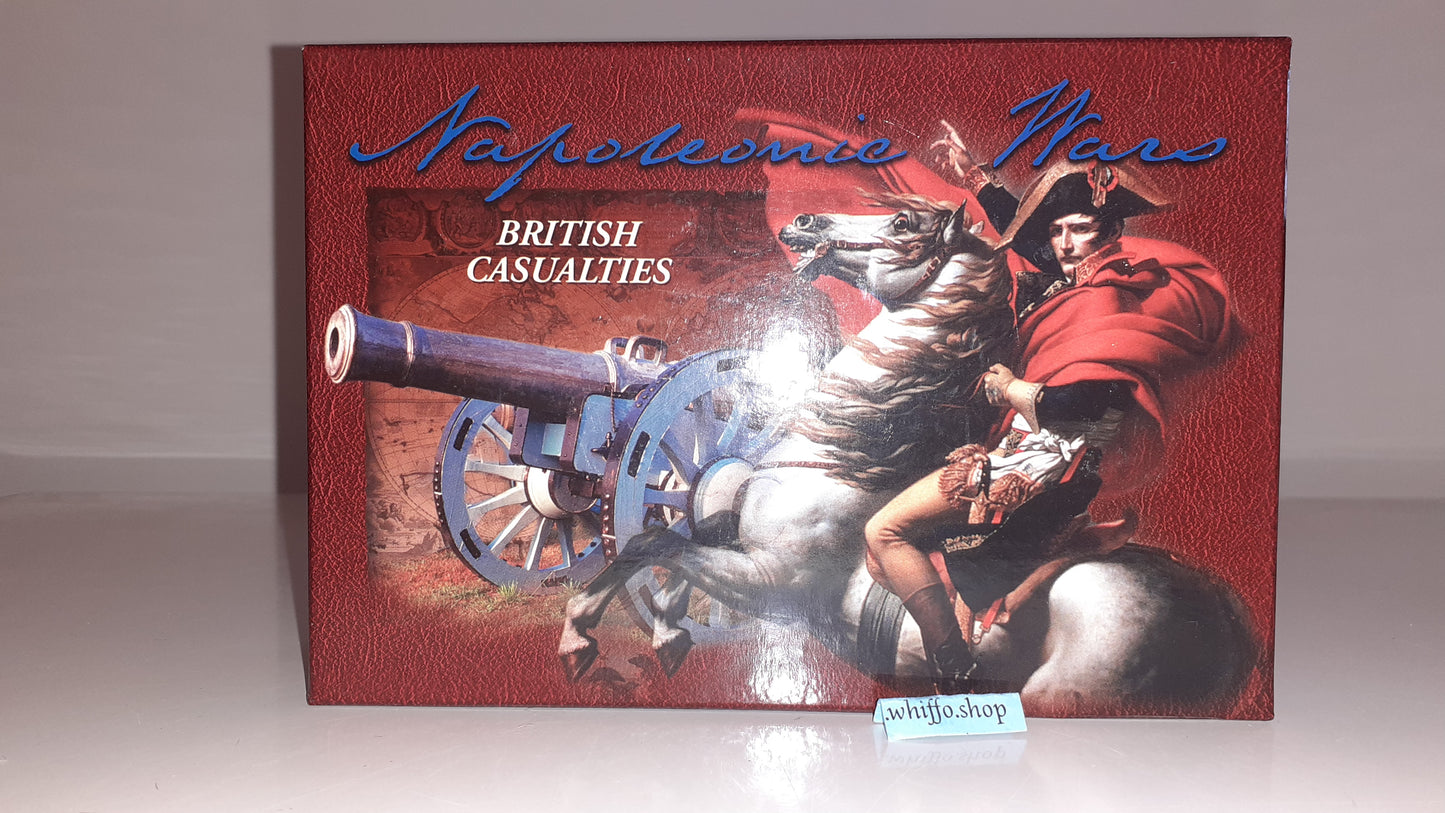 Napoleonic Wars
BRITISH
CASUALTIES
.whiffo.shop